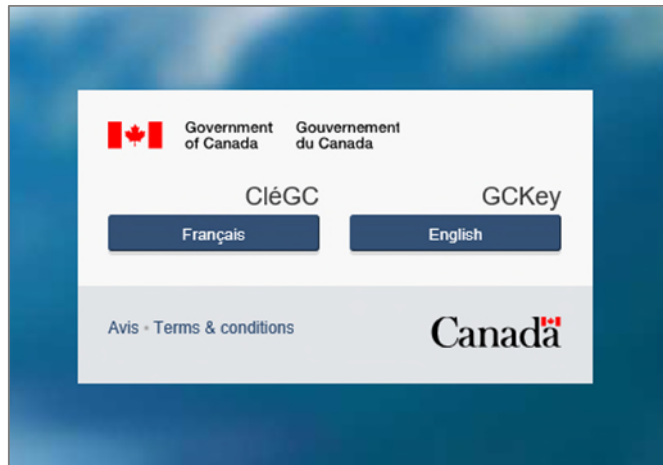 Government of Canada
Gouvernement du Canada
CléGC
GCKey
Français
English
Avis • Terms & conditions
Canada